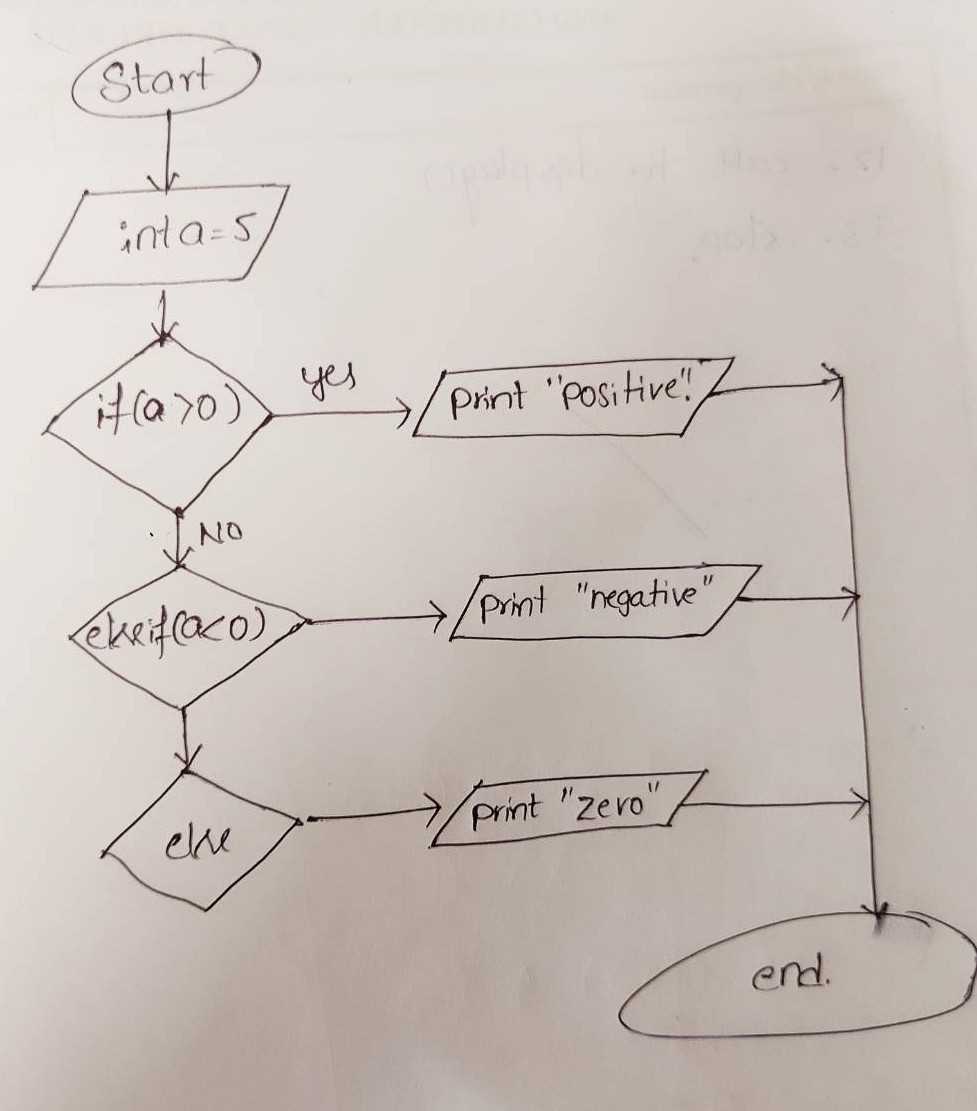 Start
int a=5
if(a>0)
yes
print "positive".
NO
elseif(a<0)
print "negative"
else
print "zero"
end.